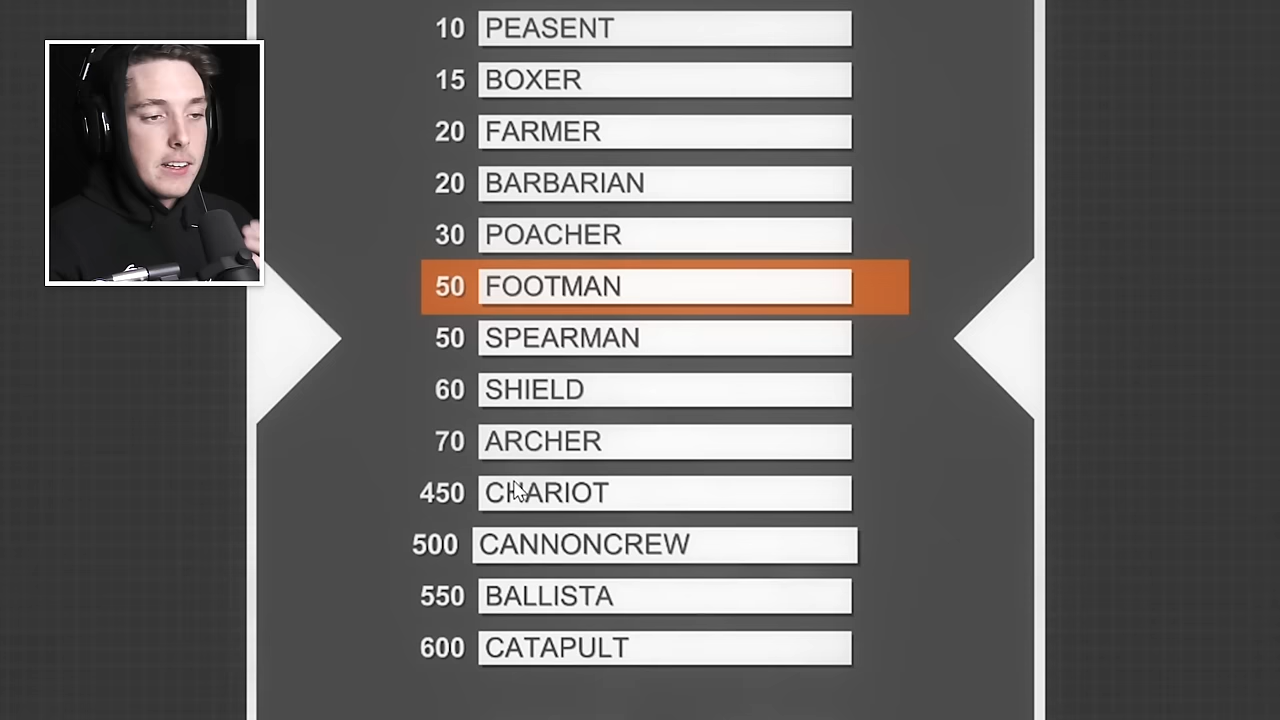 10 PEASENT
15 BOXER
20 FARMER
20 BARBARIAN
30 POACHER
50 FOOTMAN
50 SPEARMAN
60 SHIELD
70 ARCHER
450 CHARIOT
500 CANNONCREW
550 BALLISTA
600 CATAPULT